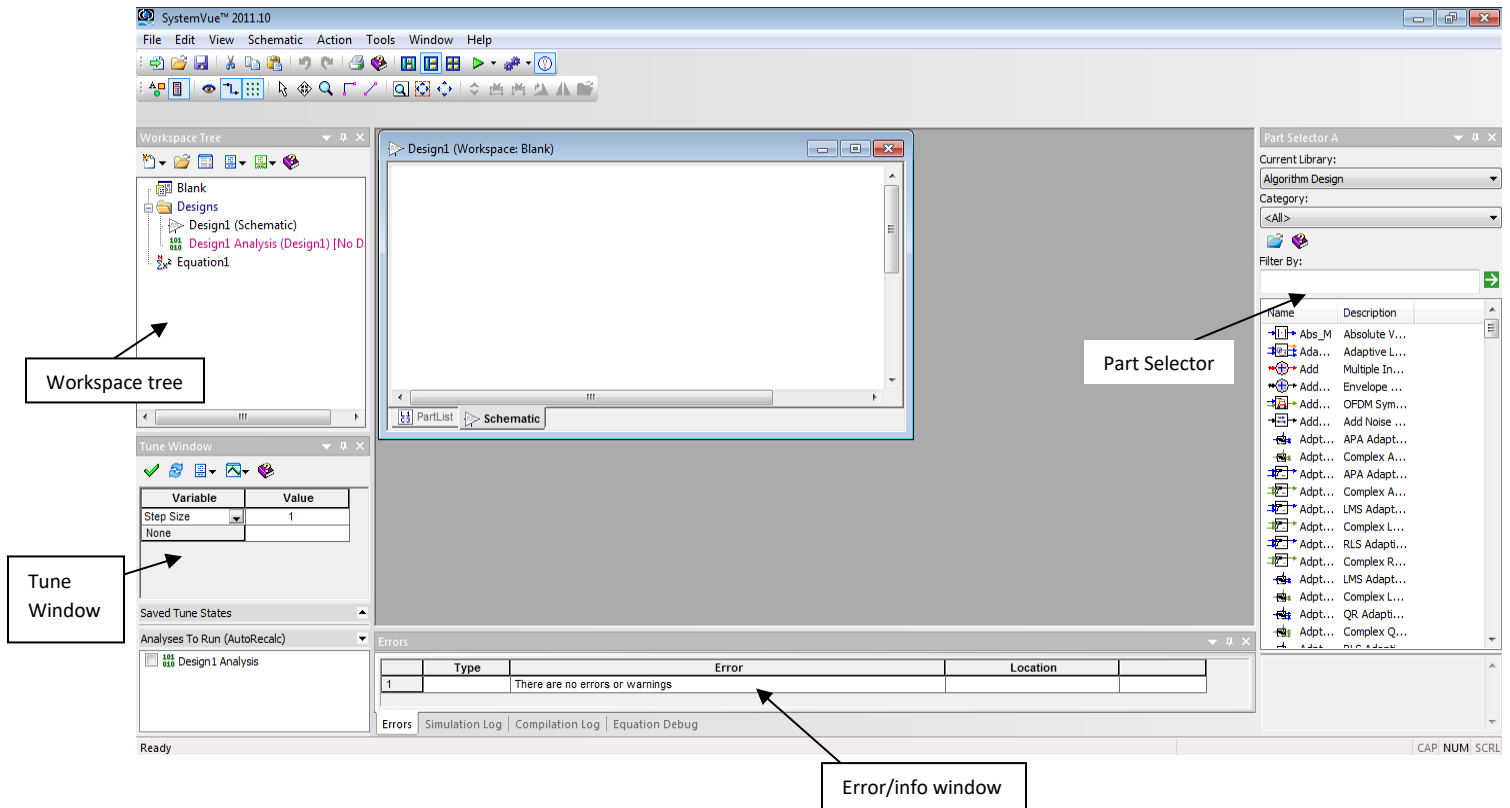 SystemVue™ 2011.10
File Edit View Schematic Action Tools Window Help
Workspace Tree
Blank
Designs
Design1 (Schematic)
101
010 Design1 Analysis (Design1) [No D
Equation1
Workspace tree
Tune Window
Variable Value
Step Size 1
None
Tune
Window
Saved Tune States
Analyses To Run (AutoRecalc)
101
010 Design1 Analysis
Design1 (Workspace: Blank)
PartList Schematic
Errors
Type Error Location
1 There are no errors or warnings
Errors Simulation Log Compilation Log Equation Debug
Error/info window
Part Selector A
Current Library:
Algorithm Design
Category:
<All>
Filter By:
Name Description
Abs_M Absolute V...
Ada... Adaptive L...
Add Multiple In...
Add... Envelope ...
Add... OFDM Sym...
Add... Add Noise ...
Adpt... APA Adapt...
Adpt... Complex A...
Adpt... APA Adapt...
Adpt... Complex A...
Adpt... LMS Adapt...
Adpt... Complex L...
Adpt... RLS Adapti...
Adpt... Complex R...
Adpt... LMS Adapt...
Adpt... Complex L...
Adpt... QR Adapti...
Adpt... Complex Q...
Part Selector
Ready
CAP NUM SCRL